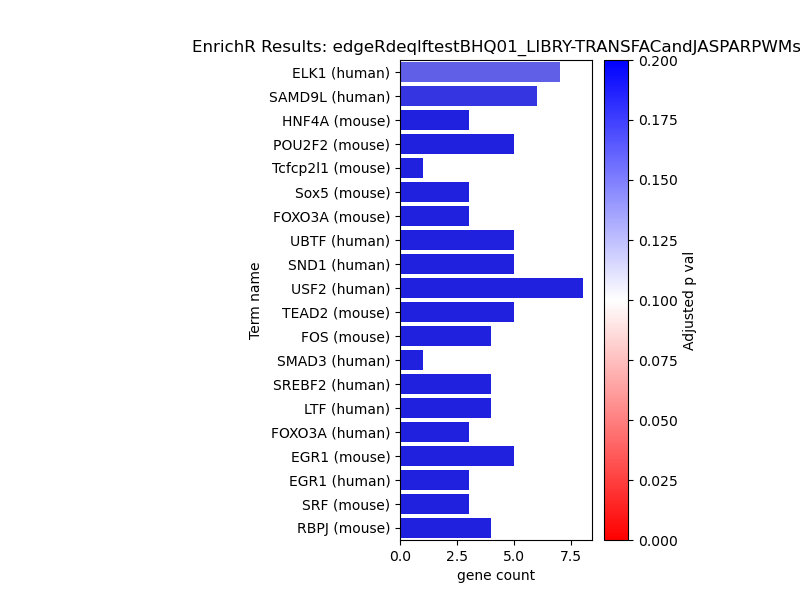 EnrichR Results: edgeRdeqlftestBHQ01_LIBRY-TRANSFACandJASPARPWMs
ELK1 (human)
SAMD9L (human)
HNF4A (mouse)
POU2F2 (mouse)
Tcfcp2l1 (mouse)
Sox5 (mouse)
FOXO3A (mouse)
UBTF (human)
SND1 (human)
USF2 (human)
TEAD2 (mouse)
FOS (mouse)
SMAD3 (human)
SREBF2 (human)
LTF (human)
FOXO3A (human)
EGR1 (mouse)
EGR1 (human)
SRF (mouse)
RBPJ (mouse)
Term name
0.0 2.5 5.0 7.5
gene count
0.200
0.175
0.150
0.125
0.100
0.075
0.050
0.025
0.000
Adjusted p val